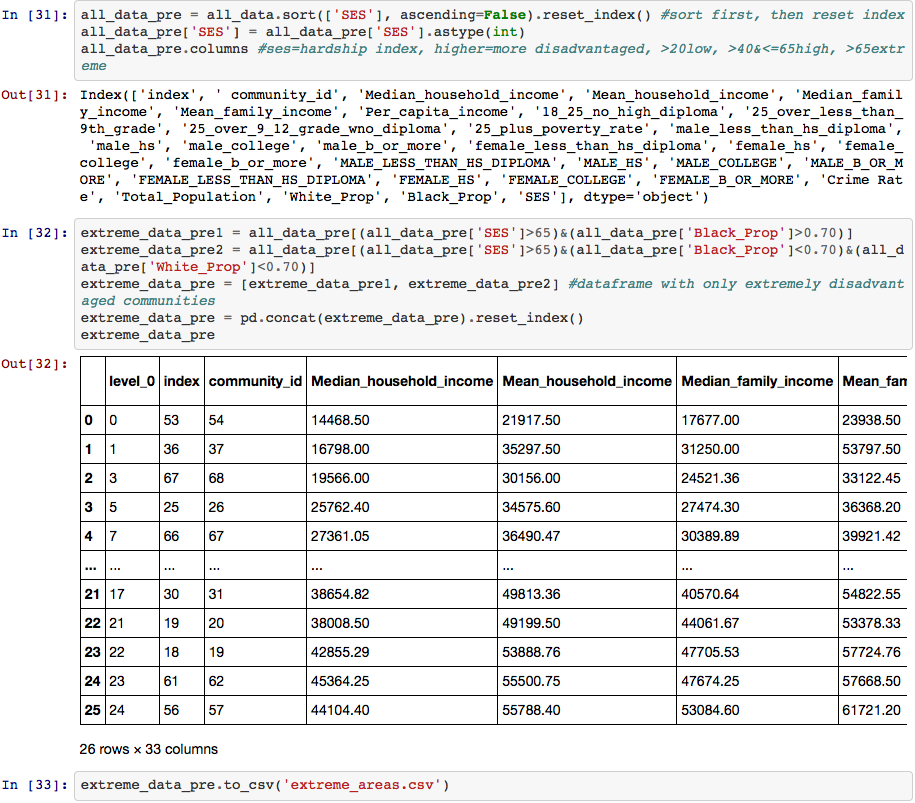 In [31]: all_data_pre = all_data.sort(['SES'], ascending=False).reset_index() #sort first, then reset index
all_data_pre['SES'] = all_data_pre['SES'].astype(int)
all_data_pre.columns #ses=hardship index, higher=more disadvantaged, >20low, >40&<=65high, >65extr
eme
Out[31]: Index(['index', ' community_id', 'Median_household_income', 'Mean_household_income', 'Median_famil
y_income', 'Mean_family_income', 'Per_capita_income', '18_25_no_high_diploma', '25_over_less_than_
9th_grade', '25_over_9_12_grade_wno_diploma', '25_plus_poverty_rate', 'male_less_than_hs_diploma',
'male_hs', 'male_college', 'male_b_or_more', 'female_less_than_hs_diploma', 'female_hs', 'female_
college', 'female_b_or_more', 'MALE_LESS_THAN_HS_DIPLOMA', 'MALE_HS', 'MALE_COLLEGE', 'MALE_B_OR_M
ORE', 'FEMALE_LESS_THAN_HS_DIPLOMA', 'FEMALE_HS', 'FEMALE_COLLEGE', 'FEMALE_B_OR_MORE', 'Crime Rat
e', 'Total_Population', 'White_Prop', 'Black_Prop', 'SES'], dtype='object')
In [32]: extreme_data_pre1 = all_data_pre[(all_data_pre['SES']>65)&(all_data_pre['Black_Prop']>0.70)]
extreme_data_pre2 = all_data_pre[(all_data_pre['SES']>65)&(all_data_pre['Black_Prop']<0.70)&(all_d
ata_pre['White_Prop']<0.70)]
extreme_data_pre = [extreme_data_pre1, extreme_data_pre2] #dataframe with only extremely disadvant
aged communities
extreme_data_pre = pd.concat(extreme_data_pre).reset_index()
extreme_data_pre
Out[32]:
level_0 index community_id Median_household_income Mean_household_income Median_family_income Mean_fam
0 0 53 54 14468.50 21917.50 17677.00 23938.50
1 1 36 37 16798.00 35297.50 31250.00 53797.50
2 3 67 68 19566.00 30156.00 24521.36 33122.45
3 5 25 26 25762.40 34575.60 27474.30 36368.20
4 7 66 67 27361.05 36490.47 30389.89 39921.42
... ... ... ... ... ... ... ...
21 17 30 31 38654.82 49813.36 40570.64 54822.55
22 21 19 20 38008.50 49199.50 44061.67 53378.33
23 22 18 19 42855.29 53888.76 47705.53 57724.76
24 23 61 62 45364.25 55500.75 47674.25 57668.50
25 24 56 57 44104.40 55788.40 53084.60 61721.20
26 rows × 33 columns
In [33]: extreme_data_pre.to_csv('extreme_areas.csv')